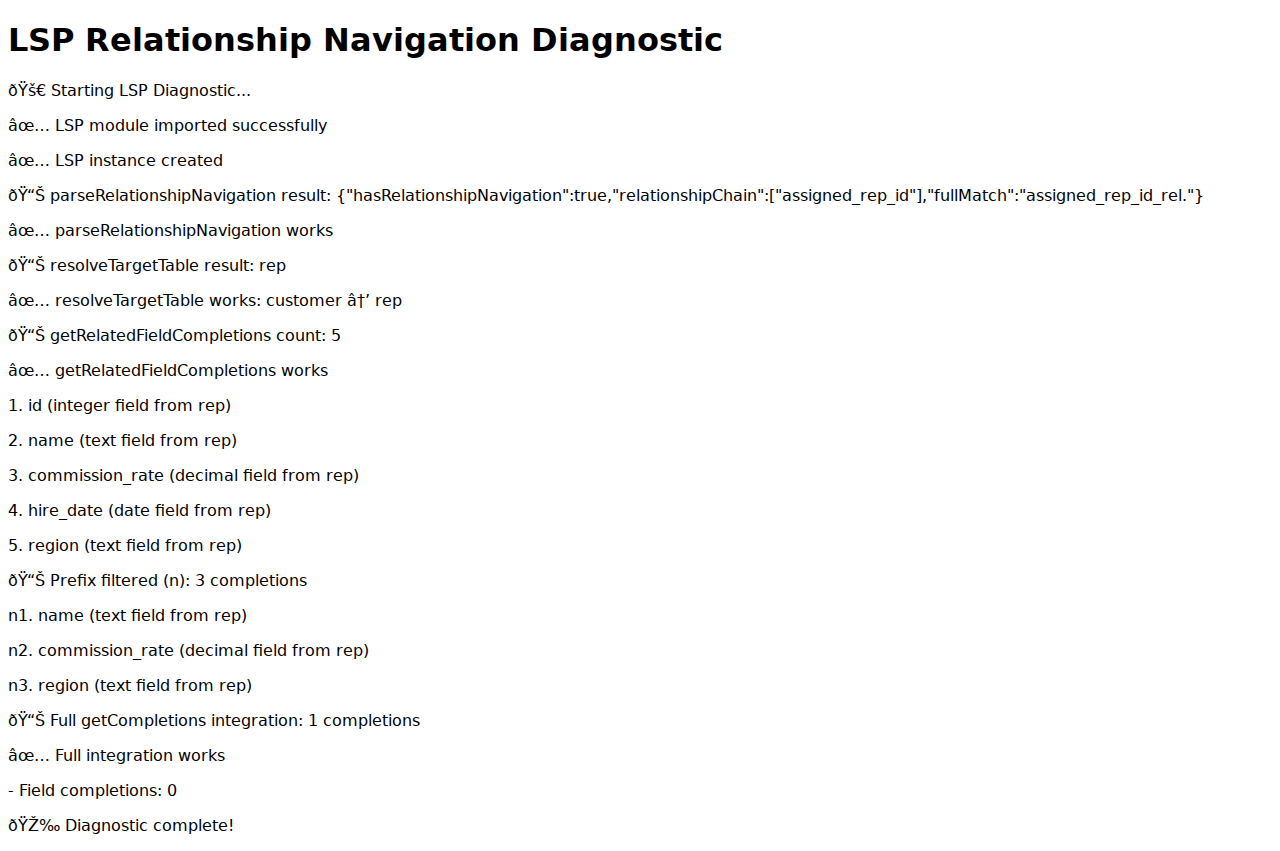 LSP Relationship Navigation Diagnostic
ðŸš€ Starting LSP Diagnostic...
âœ… LSP module imported successfully
âœ… LSP instance created
ðŸ“Š parseRelationshipNavigation result: {"hasRelationshipNavigation":true,"relationshipChain":["assigned_rep_id"],"fullMatch":"assigned_rep_id_rel."}
âœ… parseRelationshipNavigation works
ðŸ“Š resolveTargetTable result: rep
âœ… resolveTargetTable works: customer â†’ rep
ðŸ“Š getRelatedFieldCompletions count: 5
âœ… getRelatedFieldCompletions works
1. id (integer field from rep)
2. name (text field from rep)
3. commission_rate (decimal field from rep)
4. hire_date (date field from rep)
5. region (text field from rep)
ðŸ“Š Prefix filtered (n): 3 completions
n1. name (text field from rep)
n2. commission_rate (decimal field from rep)
n3. region (text field from rep)
ðŸ“Š Full getCompletions integration: 1 completions
âœ… Full integration works
- Field completions: 0
ðŸŽ‰ Diagnostic complete!